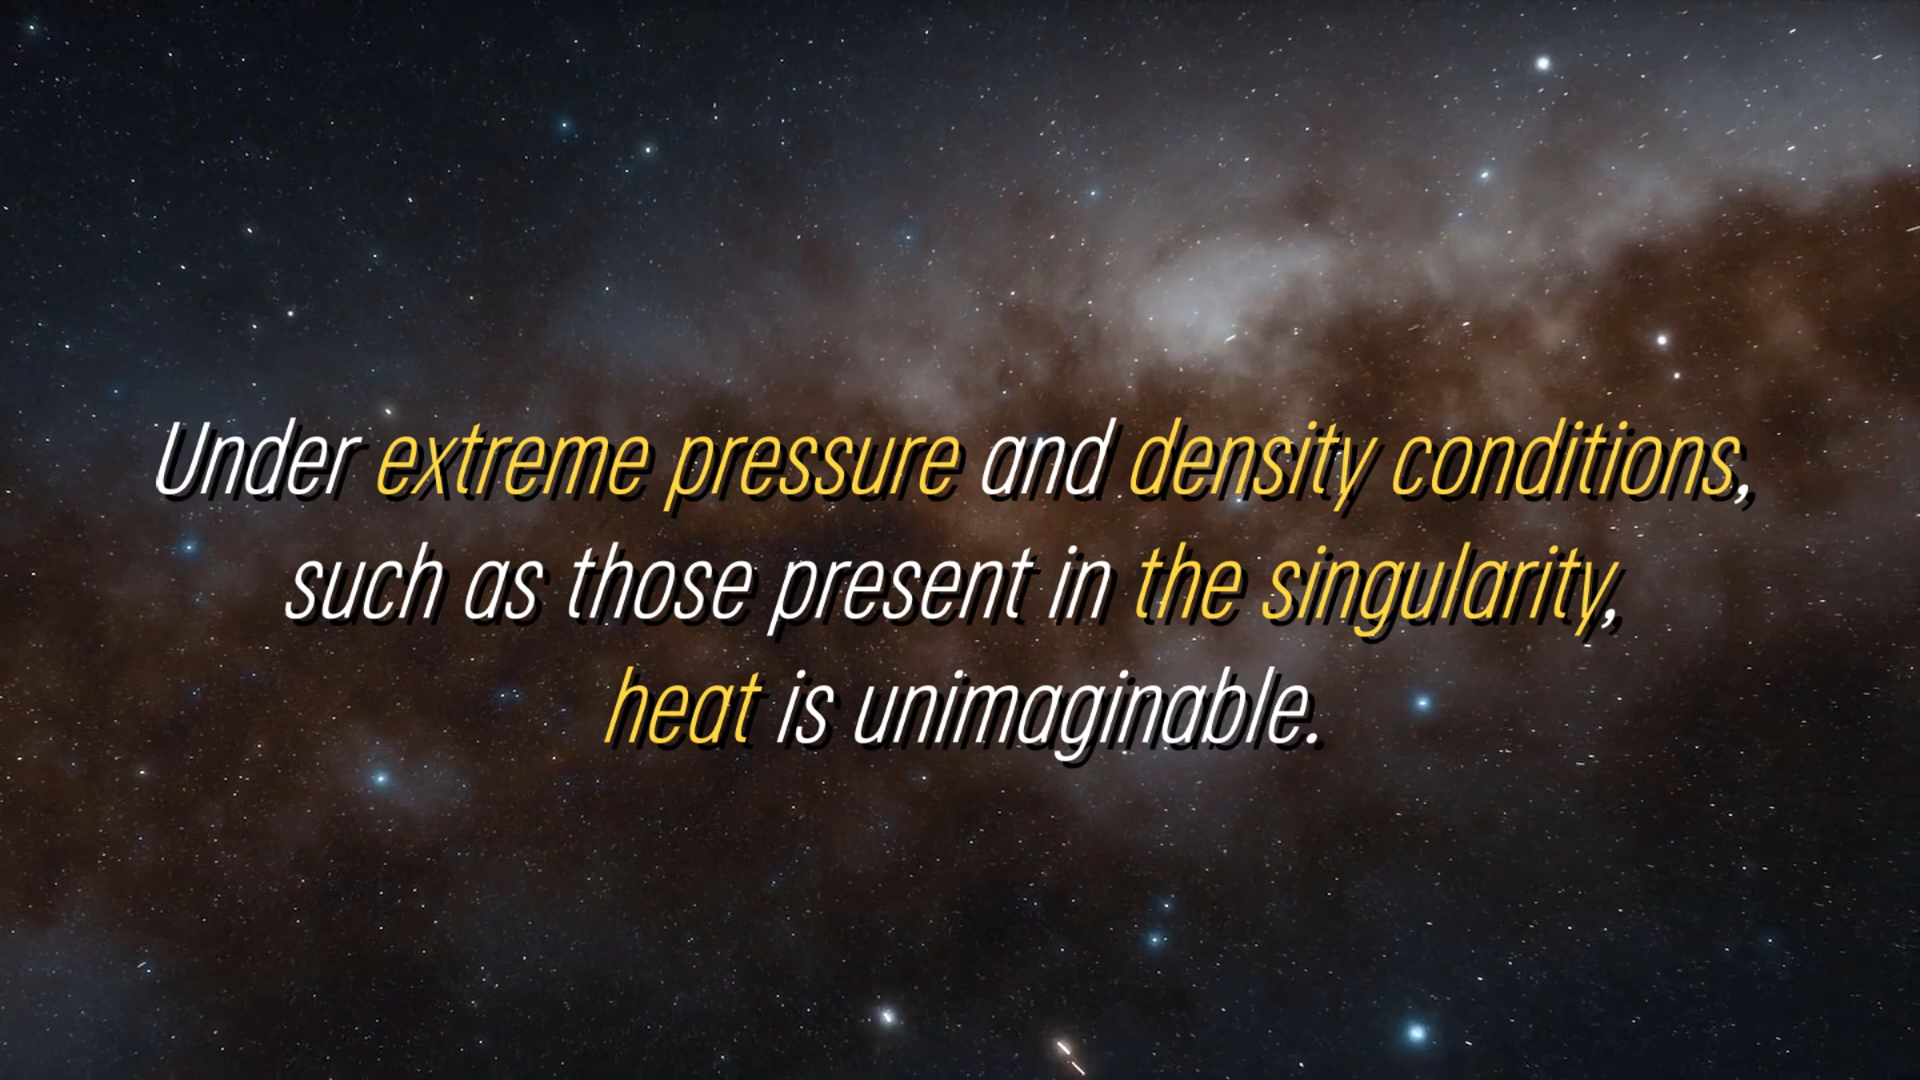 Under extreme pressure and density conditions,
such as those present in the singularity,
heat is unimaginable.